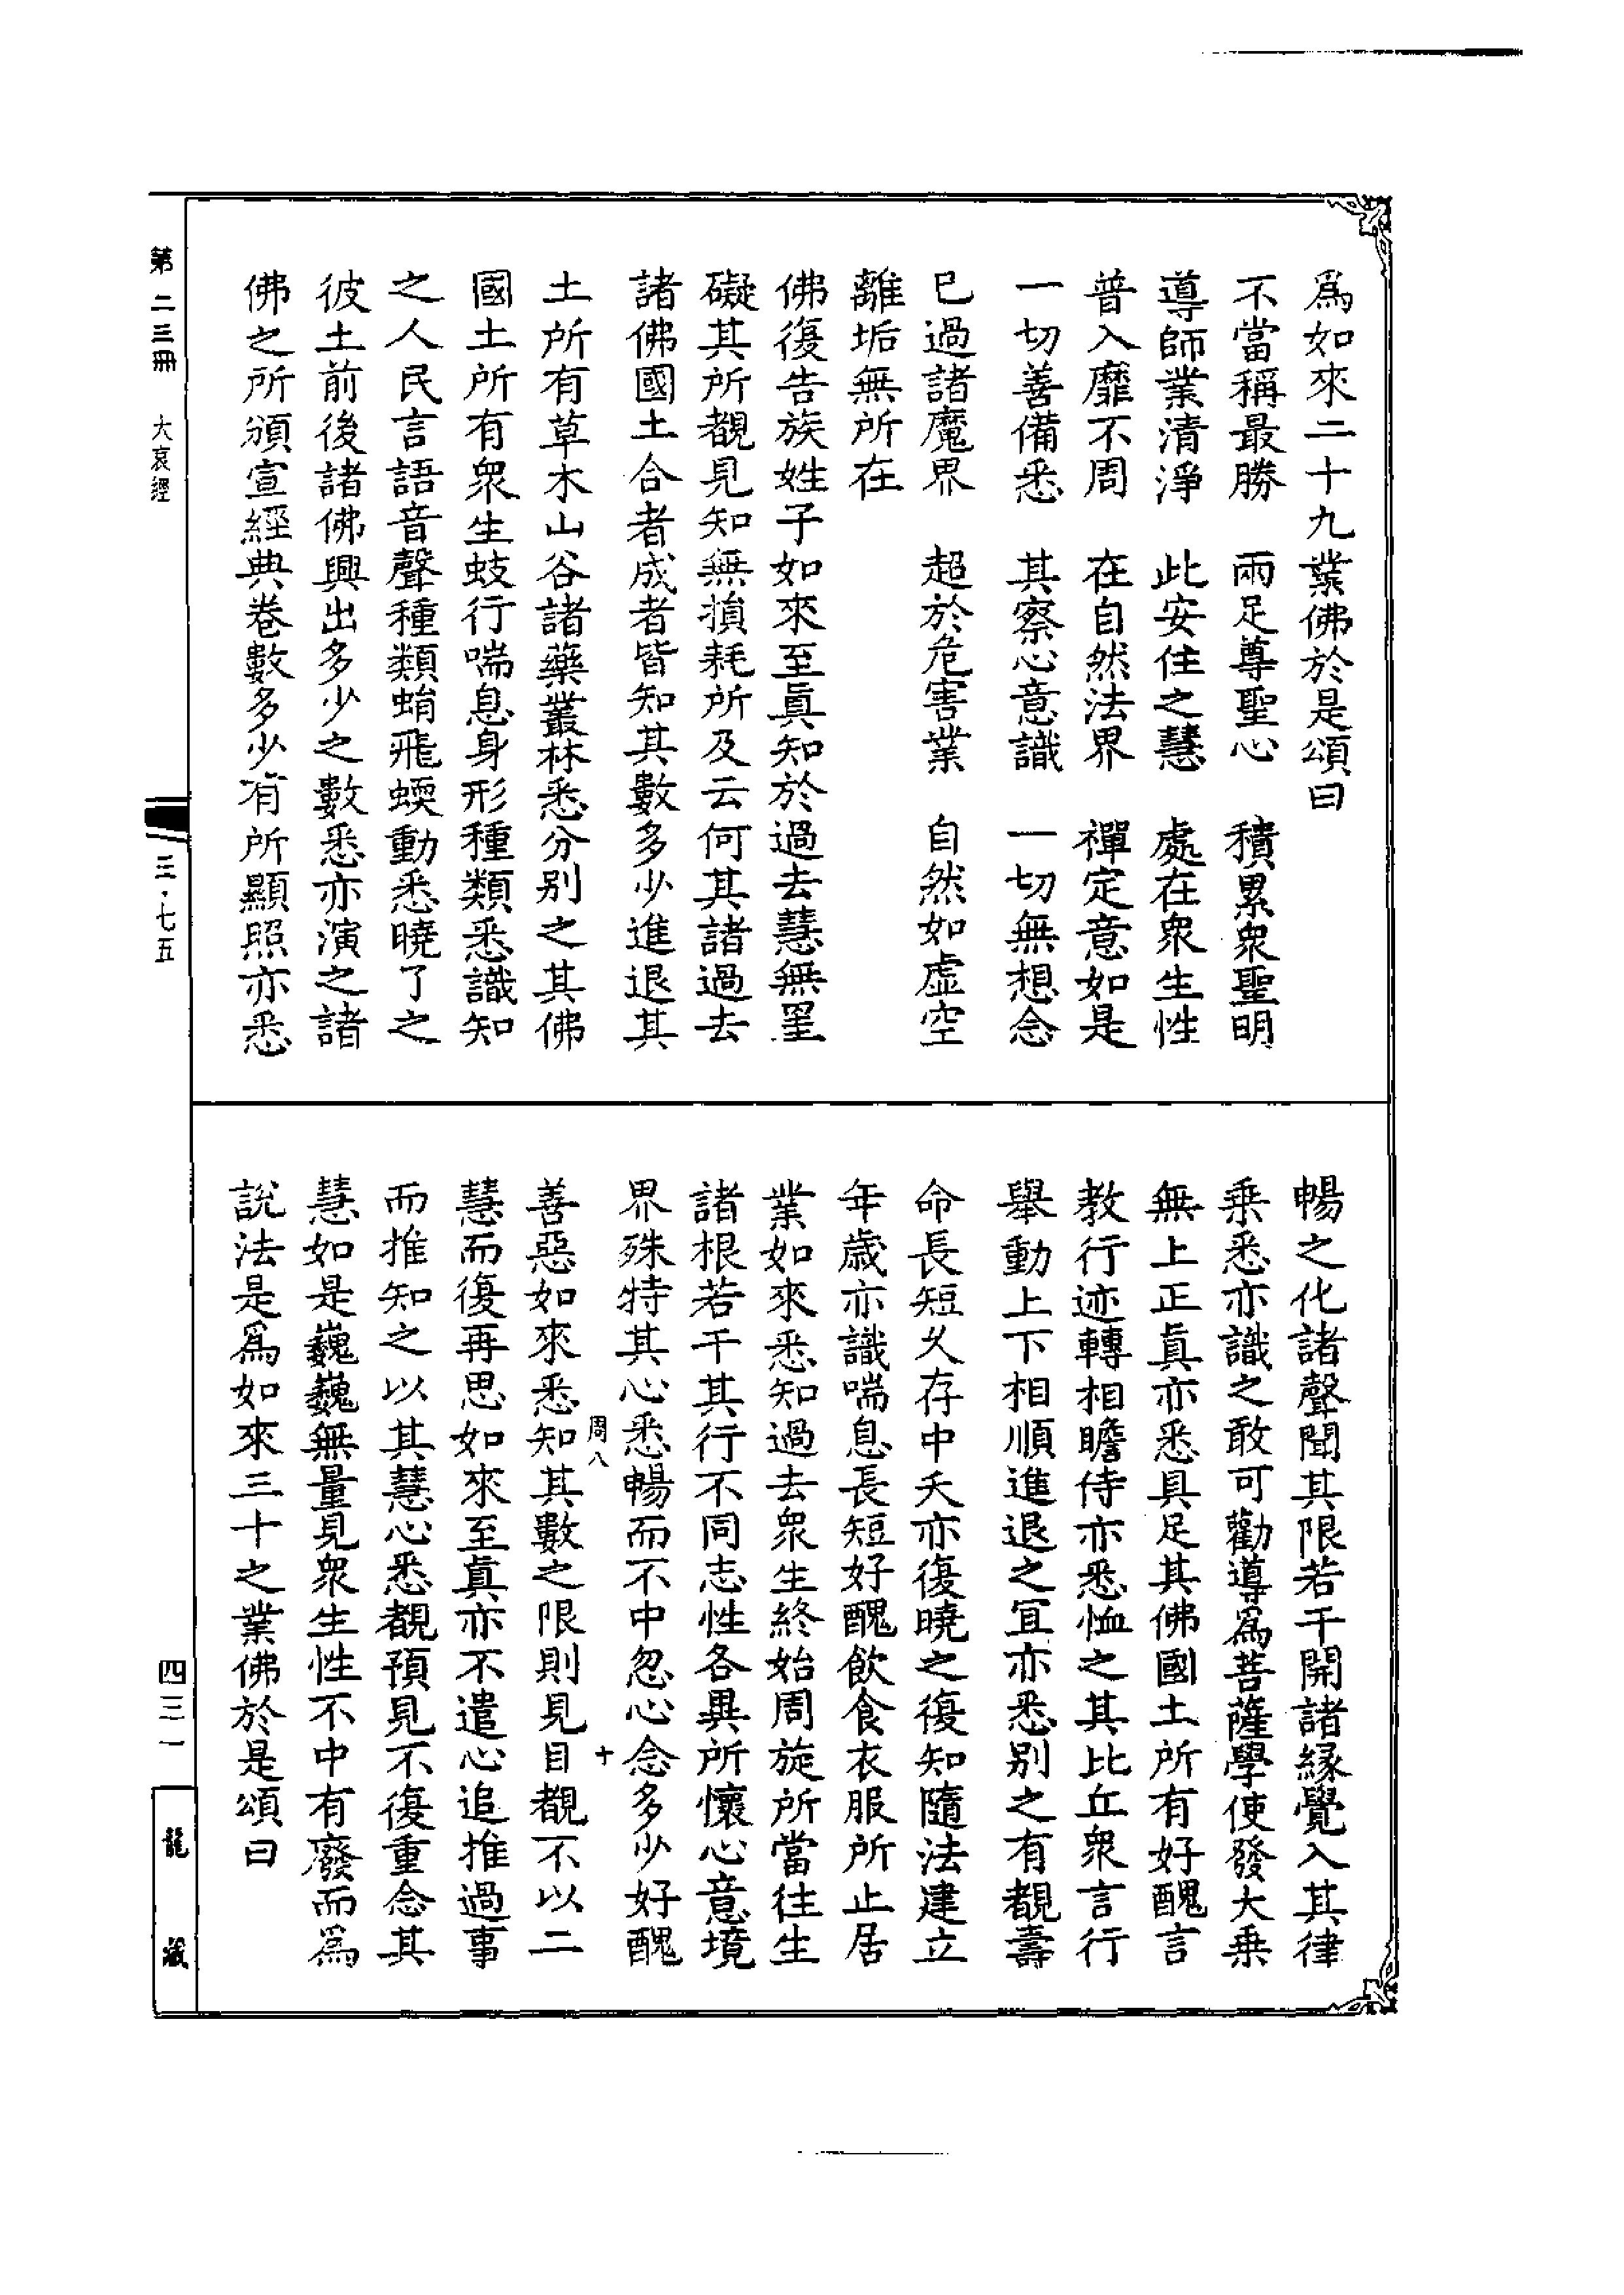 爲如來二十九業佛於是頌曰
不當稱最勝　兩足尊聖心　積累衆聖明
導師業清淨　此安住之慧　處在衆生性
普入靡不周　在自然法界　禪定意如是
一切善備悉　其察心意識　一切無想念
已過諸魔界　超於危害業　自然如虛空
離垢無所在
佛復告族姓子如來至眞知於過去慧無罣
礙其所覩見知無損耗所及云何其諸過去
諸佛國土合者成者皆知其數多少進退其
土所有草木山谷諸藥叢林悉分別之其佛
國土所有衆生蚑行喘息身形種類悉識知
之人民言語音聲種類蜎飛蝡動悉曉了之
彼土前後諸佛興出多少之數悉亦演之諸
佛之所頒宣經典卷數多少有所顯照亦悉
暢之化諸聲聞其限若干開諸緣覺入其律
乘悉亦識之敢可勸導爲菩薩學使發大乘
無上正眞亦悉具足其佛國土所有好醜言
教行迹轉相瞻侍亦悉恤之其比丘衆言行
舉動上下相順進退之宜亦悉別之有覩壽
命長短久存中夭亦復曉之復知隨法建立
年歲亦識喘息長短好醜飲食衣服所止居
業如來悉知過去衆生終始周旋所當往生
諸根若干其行不同志性各異所懷心意境
界殊特其心悉暢而不中忽心念多少好醜
周八　十
善惡如來悉知其數之限則見目覩不以二
慧而復再思如來至眞亦不遣心追推過事
而推知之以其慧心悉覩預見不復重念其
慧如是巍巍無量見衆生性不中有廢而爲
說法是爲如來三十之業佛於是頌曰
第二三冊　大哀經
三·七五
四三一
龍藏